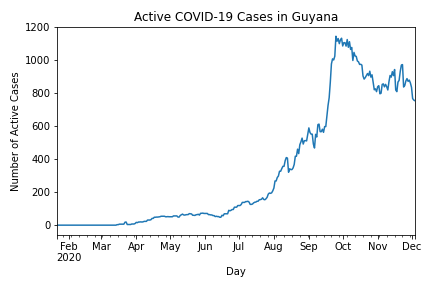 Active COVID-19 Cases in Guyana
Number of Active Cases
1200
1000
800
600
400
200
0
Feb Mar Apr May Jun Jul Aug Sep Oct Nov Dec
2020
Day